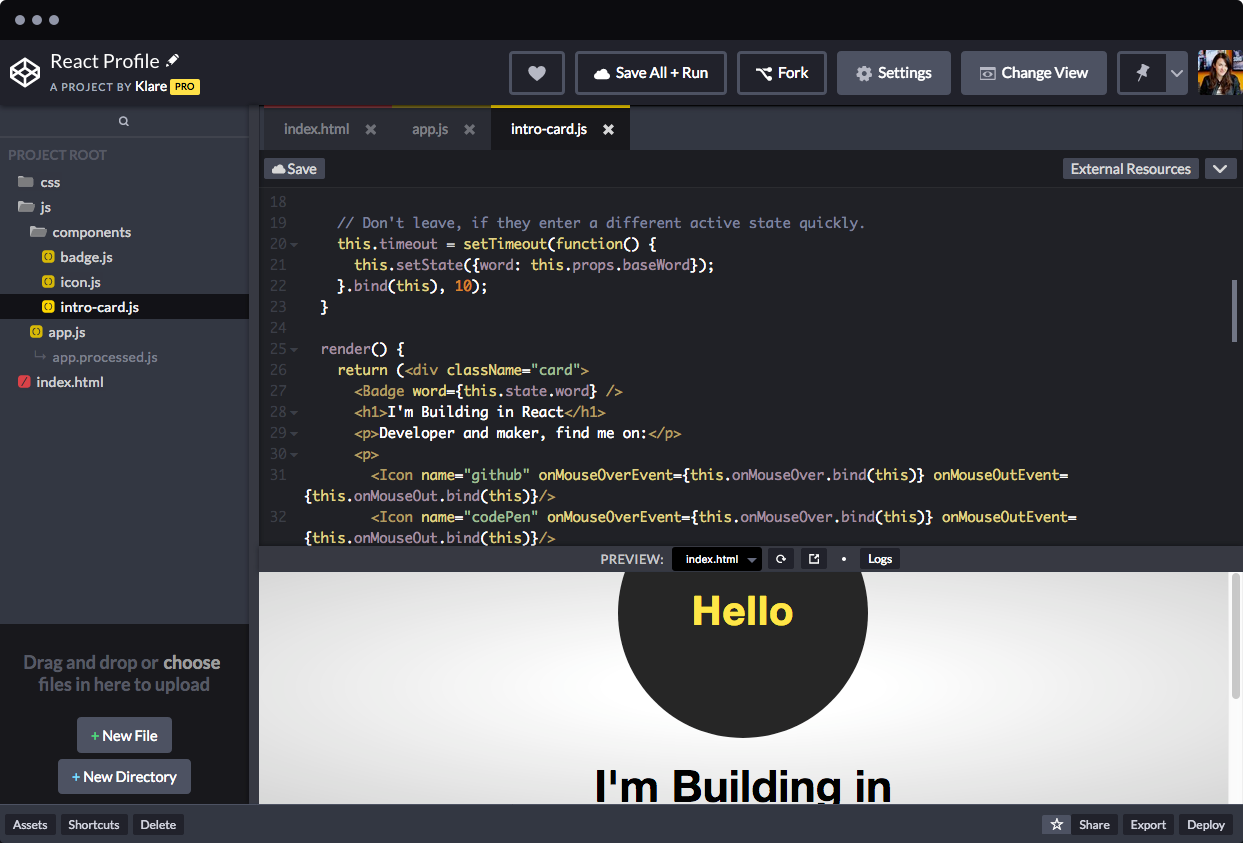 React Profile
A PROJECT BY Klare PRO
Save All + Run
Fork
Settings
Change View
PROJECT ROOT
css
js
components
badge.js
icon.js
intro-card.js
app.js
app.processed.js
index.html
Drag and drop or choose
files in here to upload
+ New File
+ New Directory
index.html
app.js
intro-card.js
Save
External Resources
18
19 // Don't leave, if they enter a different active state quickly.
20 this.timeout = setTimeout(function() {
21 this.setState({word: this.props.baseWord});
22 }.bind(this), 10);
23 }
24
25 render() {
26 return (<div className="card">
27 <Badge word={this.state.word} />
28 <h1>I'm Building in React</h1>
29 <p>Developer and maker, find me on:</p>
30 <p>
31 <Icon name="github" onMouseOverEvent={this.onMouseOver.bind(this)} onMouseOutEvent=
{this.onMouseOut.bind(this)}/>
32 <Icon name="codePen" onMouseOverEvent={this.onMouseOver.bind(this)} onMouseOutEvent=
{this.onMouseOut.bind(this)}/>
PREVIEW: index.html
Logs
Hello
I'm Building in
Assets
Shortcuts
Delete
Share
Export
Deploy